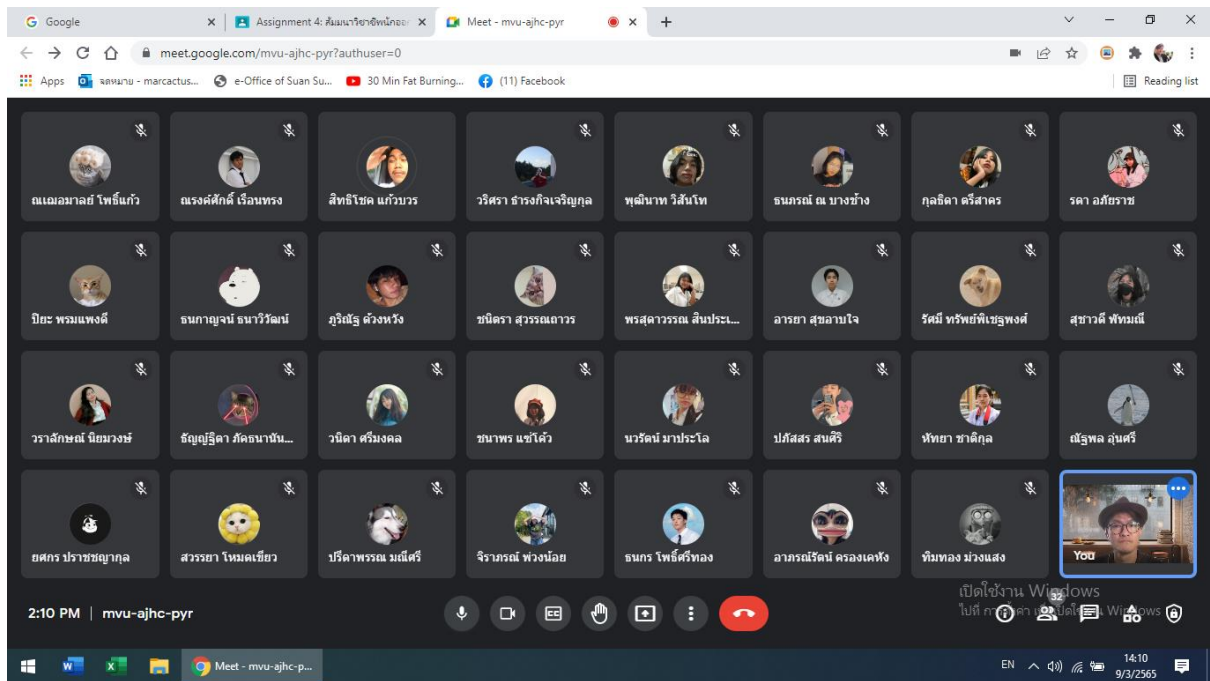 Google
Assignment 4: สัมมนาวิชาชีพนักออ
Meet - mvu-ajhc-pyr
meet.google.com/mvu-ajhc-pyr?authuser=0
Apps
จดหมาย - marcactus...
e-Office of Suan Su...
30 Min Fat Burning...
(11) Facebook
Reading list
ณเฌอมาลย์ โพธิ์แก้ว
ณรงค์ศักดิ์ เรือนทรง
สิทธิโชค แก้วบวร
วริศรา ธำรงกิจเจริญกุล
พุฒินาท วิสันโท
ธนภรณ์ ณ บางช้าง
กุลธิดา ตรีสาคร
รดา อภัยราช
ปิยะ พรมแพงดี
ธนกาญจน์ ธนาวิวัฒน์
ภูริณัฐ ด้วงหวัง
ชนิตรา สุวรรณถาวร
พรสุดาวรรณ สินประเ...
อารยา สุขอาบใจ
รัศมี ทรัพย์พิเชฐพงศ์
สุชาวดี พัทมณี
วราลักษณ์ นิยมวงษ์
ธัญญ์ฐิตา ภัคธนานัน...
วนิดา ศรีมงคล
ชนาพร แซ่โค้ว
นวรัตน์ มาประโล
ปภัสสร สนศิริ
หัทยา ชาติกุล
ณัฐพล อุ่นศรี
ยศกร ปราชชญากุล
สวรรยา โหมดเขียว
ปรีดาพรรณ มณีศรี
จิราภรณ์ พ่วงน้อย
ธนกร โพธิ์ศรีทอง
อาภรณ์รัตน์ ครองเคหัง
พิมทอง ม่วงแสง
You
เปิดใช้งาน Windows
2:10 PM | mvu-ajhc-pyr
CC
32
Meet - mvu-ajhc-p...
EN
14:10
9/3/2565